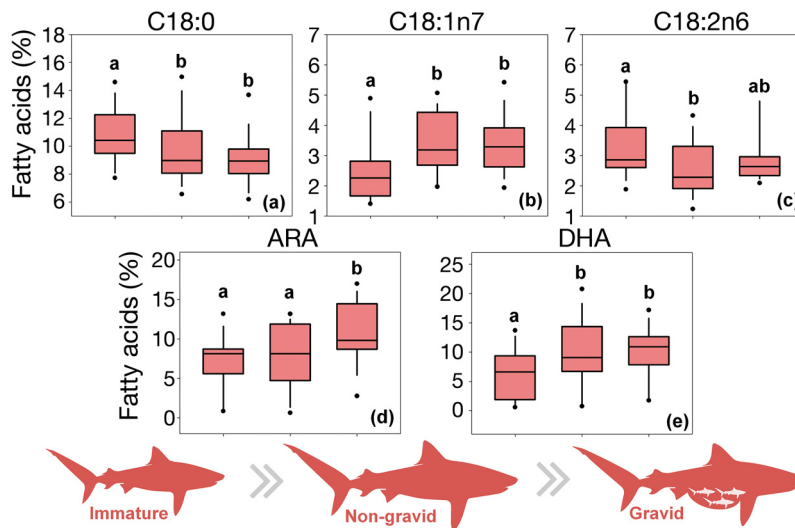 C18:0 C18:1n7 C18:2n6
Fatty acids (%)
18
16
14
12
10
8
6
a b b
(a)
7
6
5
4
3
2
1
a b b
(b)
7
6
5
4
3
2
1
a b ab
(c)
ARA DHA
Fatty acids (%)
20
15
10
5
0
a a b
(d)
25
20
15
10
5
0
a b b
(e)
Immature Non-gravid Gravid